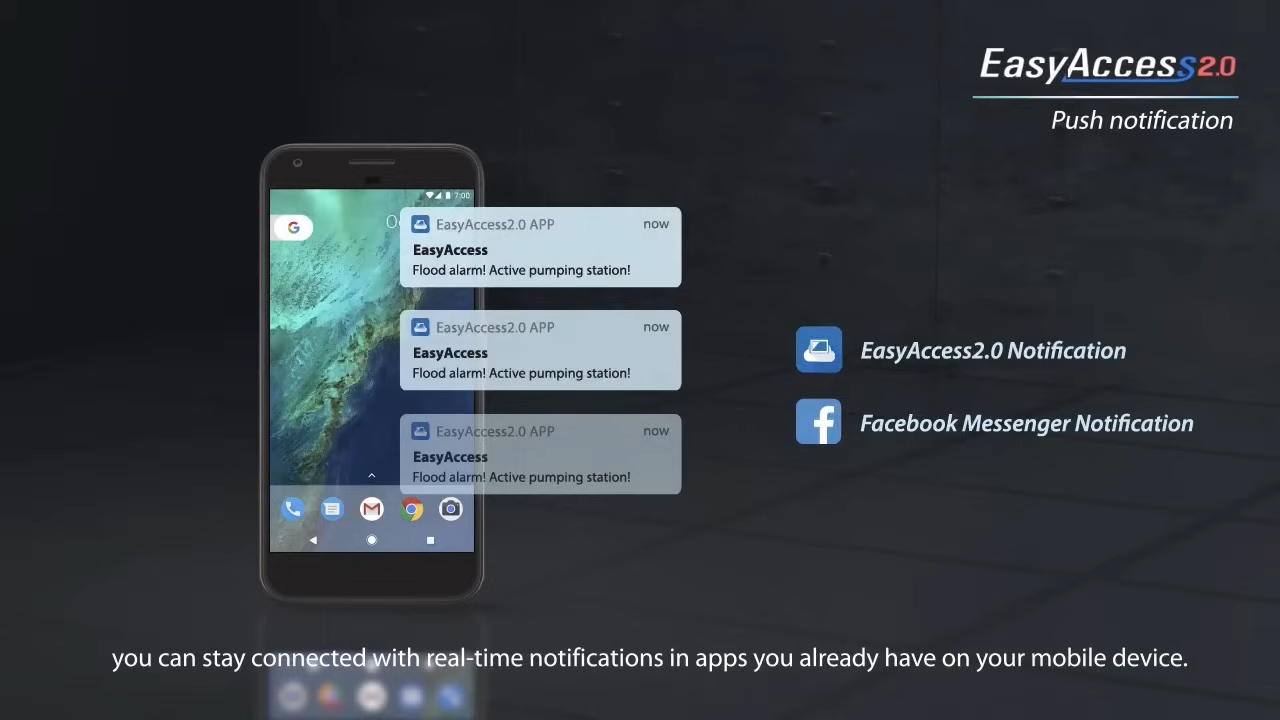 EasyAccess2.0
Push notification
7:00
EasyAccess2.0 APP now
EasyAccess
Flood alarm! Active pumping station!
EasyAccess2.0 APP now
EasyAccess
Flood alarm! Active pumping station!
EasyAccess2.0 APP now
EasyAccess
Flood alarm! Active pumping station!
EasyAccess2.0 Notification
Facebook Messenger Notification
you can stay connected with real-time notifications in apps you already have on your mobile device.